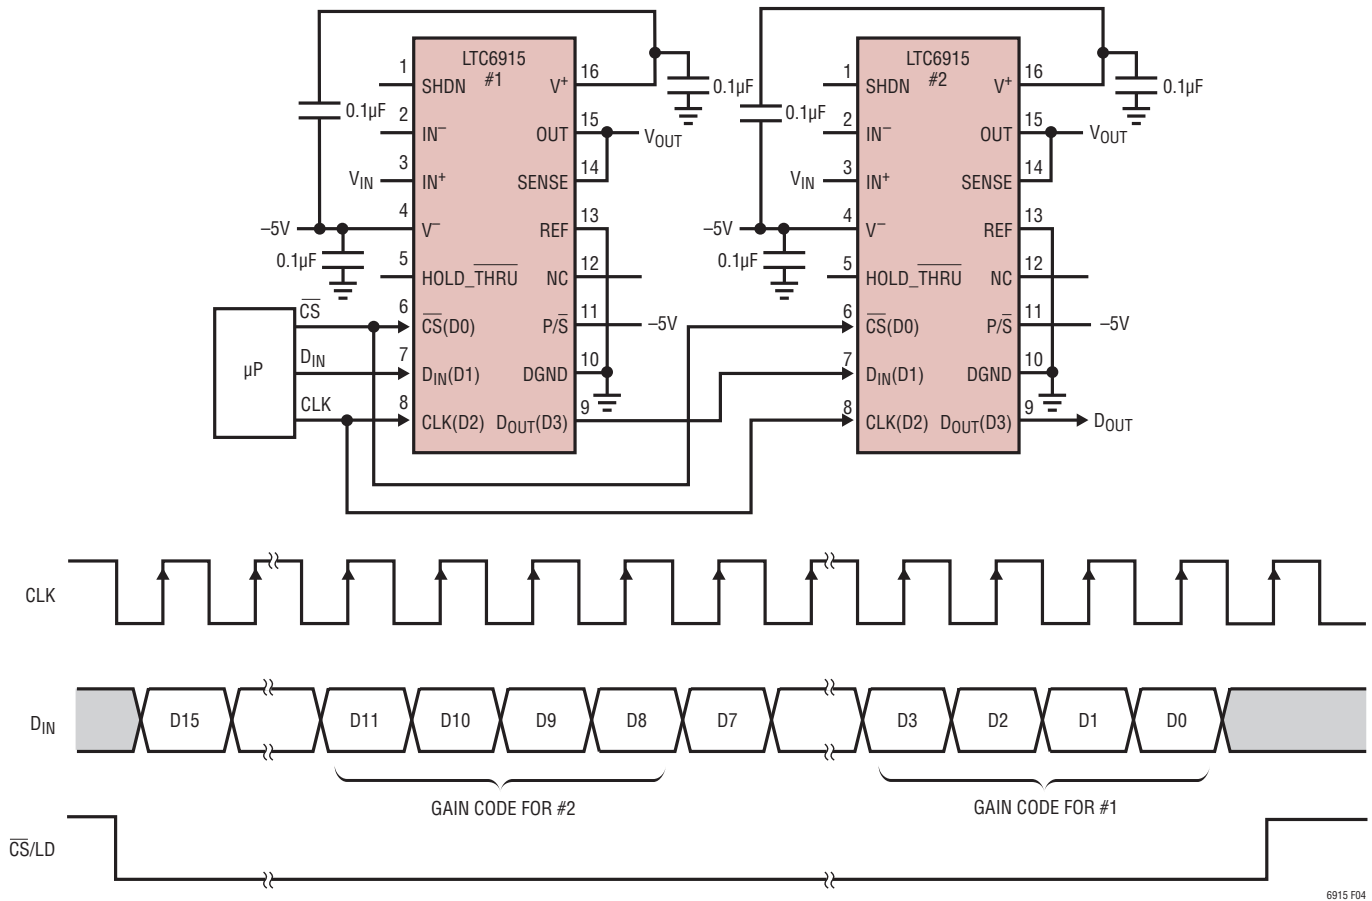 LTC6915
#1
1
SHDN
V+
16
0.1µF
0.1µF
2
IN−
OUT
15
VOUT
VIN
3
IN+
SENSE
14
–5V
4
V−
REF
13
0.1µF
5
HOLD_THRU
NC
12
µP
CS
6
CS(D0)
P/S
11
–5V
DIN
7
DIN(D1)
DGND
10
CLK
8
CLK(D2)
DOUT(D3)
9
LTC6915
#2
1
SHDN
V+
16
0.1µF
0.1µF
2
IN−
OUT
15
VOUT
VIN
3
IN+
SENSE
14
–5V
4
V−
REF
13
0.1µF
5
HOLD_THRU
NC
12
6
CS(D0)
P/S
11
–5V
7
DIN(D1)
DGND
10
8
CLK(D2)
DOUT(D3)
9
DOUT
CLK
DIN
D15
D11
D10
D9
D8
D7
D3
D2
D1
D0
GAIN CODE FOR #2
GAIN CODE FOR #1
CS/LD
6915 F04